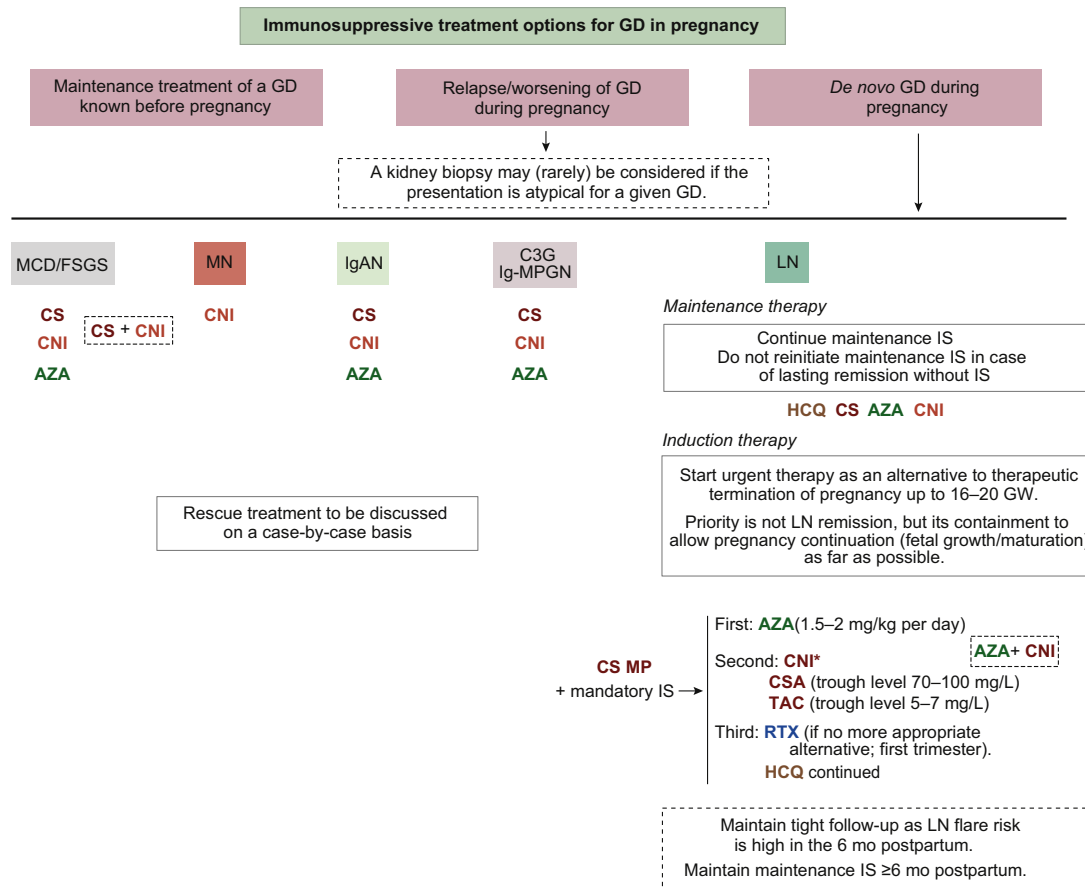 Immunosuppressive treatment options for GD in pregnancy
Maintenance treatment of a GD
known before pregnancy
Relapse/worsening of GD
during pregnancy
De novo GD during
pregnancy
A kidney biopsy may (rarely) be considered if the
presentation is atypical for a given GD.
MCD/FSGS
CS
CNI
AZA
CS + CNI
MN
CNI
IgAN
CS
CNI
AZA
C3G
Ig-MPGN
CS
CNI
AZA
Rescue treatment to be discussed
on a case-by-case basis
LN
Maintenance therapy
Continue maintenance IS
Do not reinitiate maintenance IS in case
of lasting remission without IS
HCQ CS AZA CNI
Induction therapy
Start urgent therapy as an alternative to therapeutic
termination of pregnancy up to 16–20 GW.
Priority is not LN remission, but its containment to
allow pregnancy continuation (fetal growth/maturation)
as far as possible.
CS MP
+ mandatory IS
First: AZA(1.5–2 mg/kg per day)
AZA+ CNI
Second: CNI*
CSA (trough level 70–100 mg/L)
TAC (trough level 5–7 mg/L)
Third: RTX (if no more appropriate
alternative; first trimester).
HCQ continued
Maintain tight follow-up as LN flare risk
is high in the 6 mo postpartum.
Maintain maintenance IS ≥6 mo postpartum.